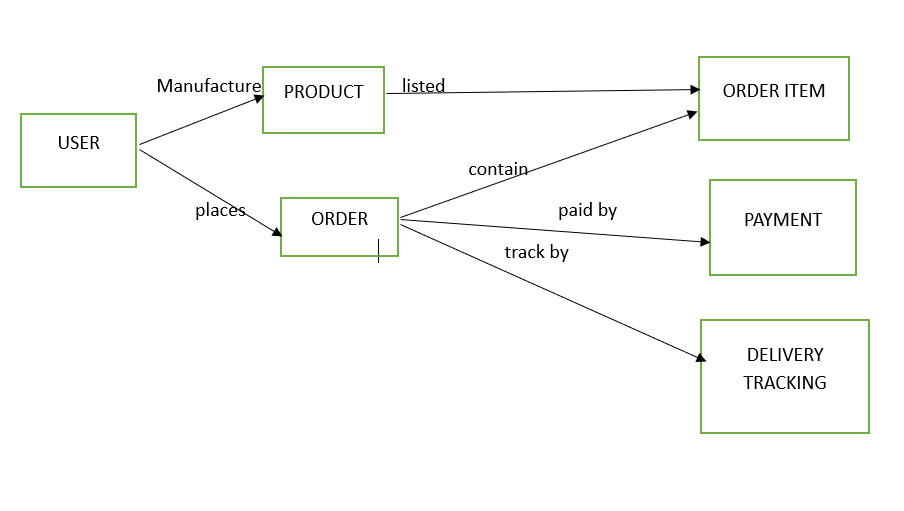 Manufacture
PRODUCT
listed
ORDER ITEM
USER
contain
places
ORDER
paid by
PAYMENT
track by
DELIVERY
TRACKING